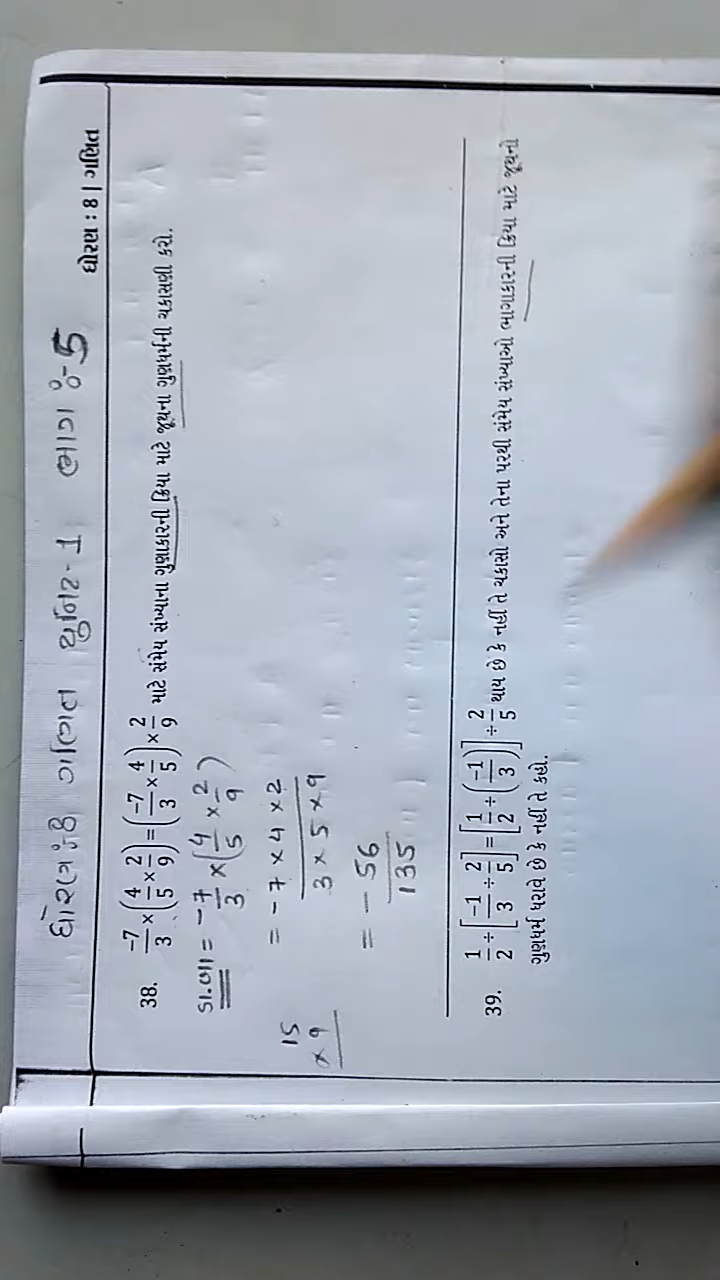 ધોરણ:-8 ગણિત યુનિટ-1 ભાગ:-5
ધોરણ : 8 | ગણિત
38. -7/3 × (4/5 × 2/9) = (-7/3 × 4/5) × 2/9 માટે સંમેય સંખ્યાના ગુણાકારની ક્રિયા માટે જૂથના ગુણધર્મની ચકાસણી કરો.
ડા.બા = -7/3 × (4/5 × 2/9)
= -7 × 4 × 2 / 3 × 5 × 9
15
× 9
= -56/135
39. 1/2 ÷ [-1/3 ÷ 2/5] = [1/2 ÷ (-1/3)] ÷ 2/5 થાય છે કે નહીં તે ચકાસો અને તેના પરથી સંમેય સંખ્યાઓ ભાગાકારની ક્રિયા માટે જૂથનો
ગુણધર્મ ધરાવે છે કે નહીં તે કહો.